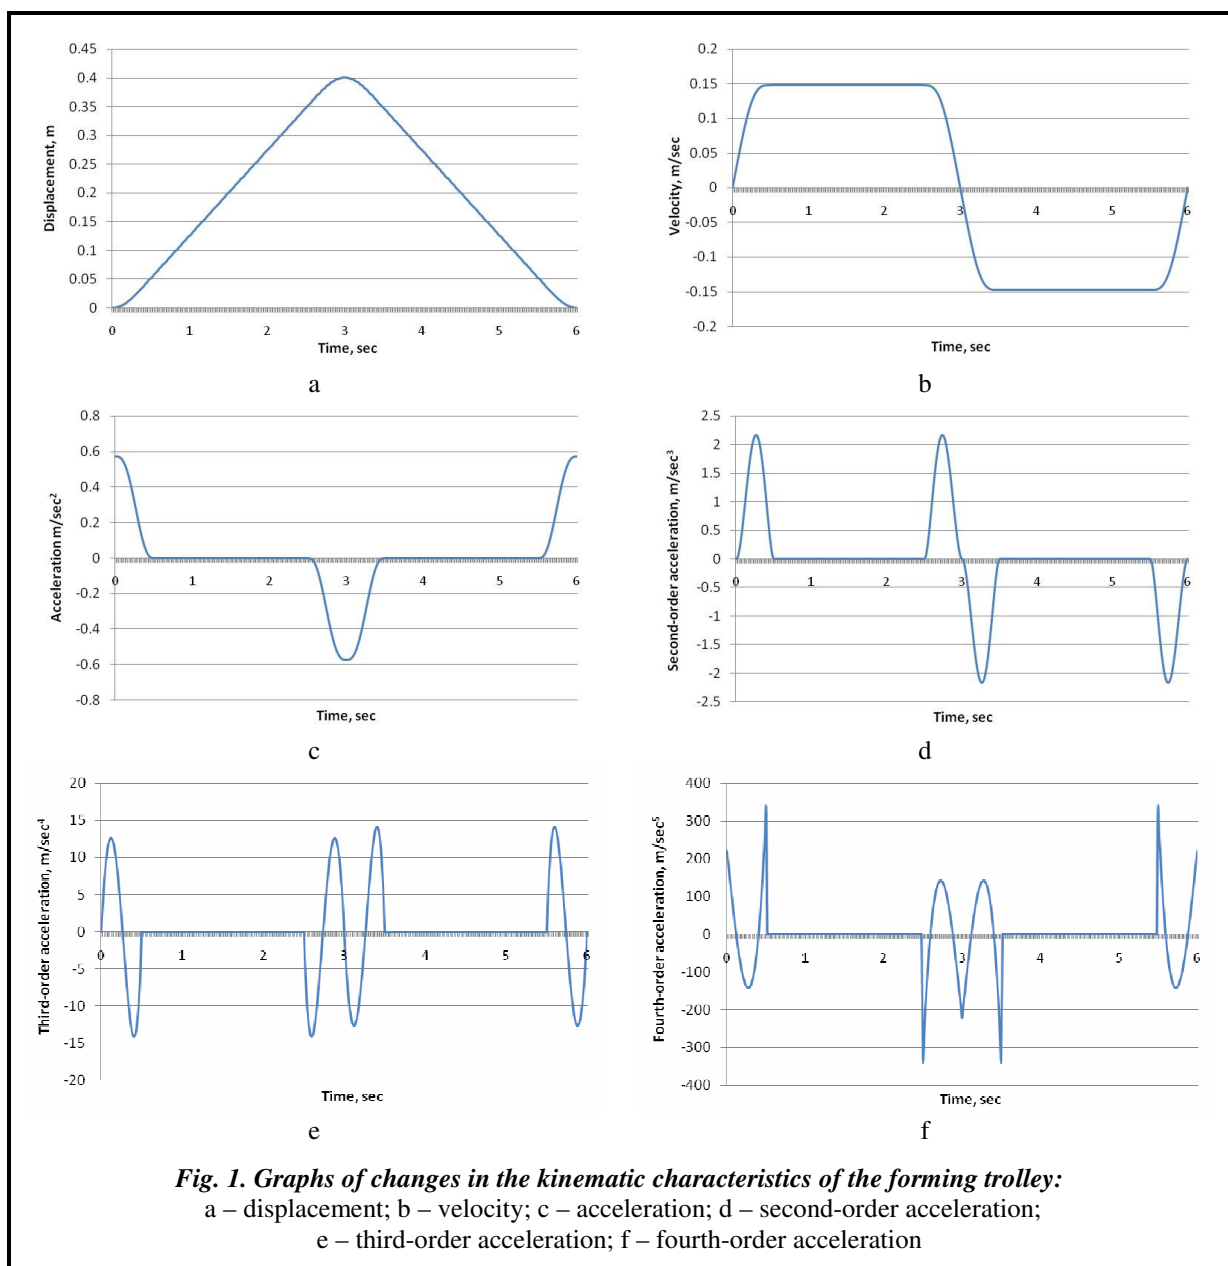 0.45
0.4
0.35
0.3
0.25
0.2
0.15
0.1
0.05
0
0 1 2 3 4 5 6
Displacement, m
Time, sec
a
0.2
0.15
0.1
0.05
0
-0.05
-0.1
-0.15
-0.2
0 1 2 3 4 5 6
Velocity, m/sec
Time, sec
b
0.8
0.6
0.4
0.2
0
-0.2
-0.4
-0.6
-0.8
0 1 2 3 4 5 6
Acceleration m/sec²
Time, sec
c
2.5
2
1.5
1
0.5
0
-0.5
-1
-1.5
-2
-2.5
0 1 2 3 4 5 6
Second-order acceleration, m/sec³
Time, sec
d
20
15
10
5
0
-5
-10
-15
-20
0 1 2 3 4 5 6
Third-order acceleration, m/sec⁴
Time, sec
e
400
300
200
100
0
-100
-200
-300
-400
0 1 2 3 4 5 6
Fourth-order acceleration, m/sec⁵
Time, sec
f
Fig. 1. Graphs of changes in the kinematic characteristics of the forming trolley:
a – displacement; b – velocity; c – acceleration; d – second-order acceleration;
e – third-order acceleration; f – fourth-order acceleration